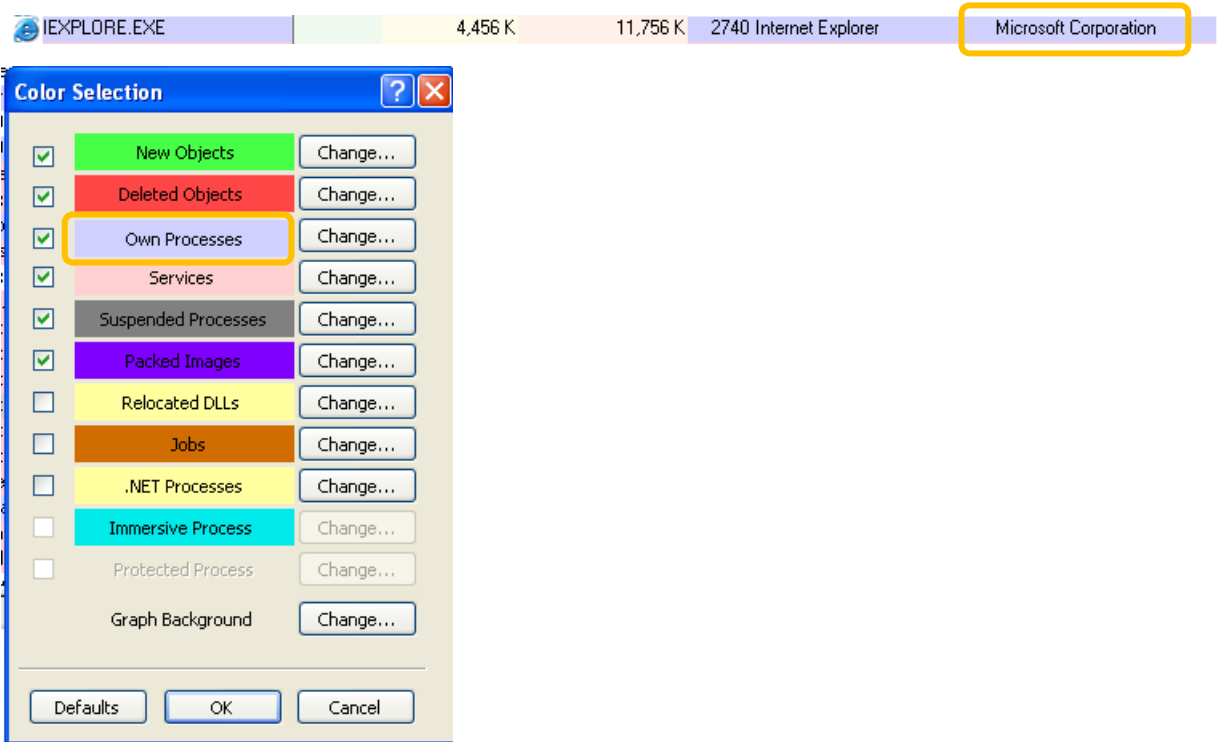 IEXPLORE.EXE 4,456 K 11,756 K 2740 Internet Explorer Microsoft Corporation
Color Selection
New Objects Change...
Deleted Objects Change...
Own Processes Change...
Services Change...
Suspended Processes Change...
Packed Images Change...
Relocated DLLs Change...
Jobs Change...
.NET Processes Change...
Immersive Process Change...
Protected Process Change...
Graph Background Change...
Defaults OK Cancel